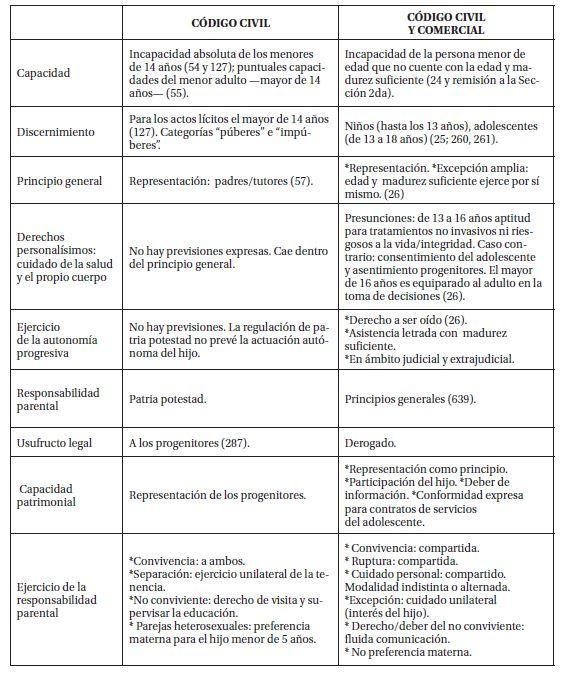 CÓDIGO CIVIL
CÓDIGO CIVIL
Y COMERCIAL
Capacidad
Incapacidad absoluta de los menores
de 14 años (54 y 127); puntuales capaci-
dades del menor adulto —mayor de 14
años— (55).
Incapacidad de la persona menor de
edad que no cuente con la edad y ma-
durez suficiente (24 y remisión a la Sec-
ción 2da).
Discernimiento
Para los actos lícitos el mayor de 14 años
(127). Categorías “púberes” e “impú-
beres”.
Niños (hasta los 13 años), adolescentes
(de 13 a 18 años) (25; 260, 261).
Principio general
Representación: padres/tutores (57).
*Representación. *Excepción amplia:
edad y madurez suficiente ejerce por sí
mismo. (26)
Derechos
personalísimos:
cuidado de la salud
y el propio cuerpo
No hay previsiones expresas. Cae dentro
del principio general.
Presunciones: de 13 a 16 años aptitud
para tratamientos no invasivos ni ries-
gosos a la vida/integridad. Caso con-
trario: consentimiento del adolescente
y asentimiento progenitores. El mayor
de 16 años es equiparado al adulto en la
toma de decisiones (26).
Ejercicio
de la autonomía
progresiva
No hay previsiones. La regulación de pa-
tria potestad no prevé la actuación autó-
noma del hijo.
*Derecho a ser oído (26).
*Asistencia letrada con madurez
suficiente.
*En ámbito judicial y extrajudicial.
Responsabilidad
parental
Patria potestad.
Principios generales (639).
Usufructo legal
A los progenitores (287).
Derogado.
Capacidad
patrimonial
Representación de los progenitores.
*Representación como principio.
*Participación del hijo. *Deber de
información. *Conformidad expresa
para contratos de servicios
del adolescente.
Ejercicio de la
responsabilidad
parental
*Convivencia: a ambos.
*Separación: ejercicio unilateral de la te-
nencia.
*No conviviente: derecho de visita y su-
pervisar la educación.
* Parejas heterosexuales: preferencia
materna para el hijo menor de 5 años.
* Convivencia: compartida.
* Ruptura: compartida.
* Cuidado personal: compartido.
Modalidad indistinta o alternada.
*Excepción: cuidado unilateral
(interés del hijo).
* Derecho/deber del no conviviente:
fluida comunicación.
* No preferencia materna.